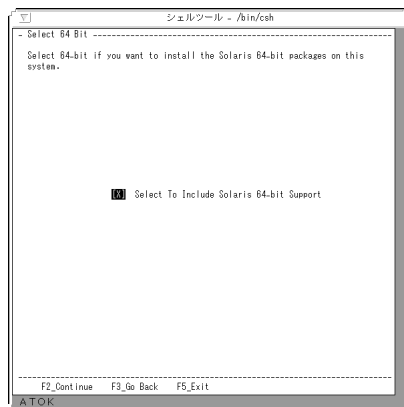 シェルツール - /bin/csh
- Select 64 Bit --------------------------------------------------------------
Select 64-bit if you want to install the Solaris 64-bit packages on this
system.
[X] Select To Include Solaris 64-bit Support
--------------------------------------------------------------------------------
F2_Continue F3_Go Back F5_Exit
ATOK